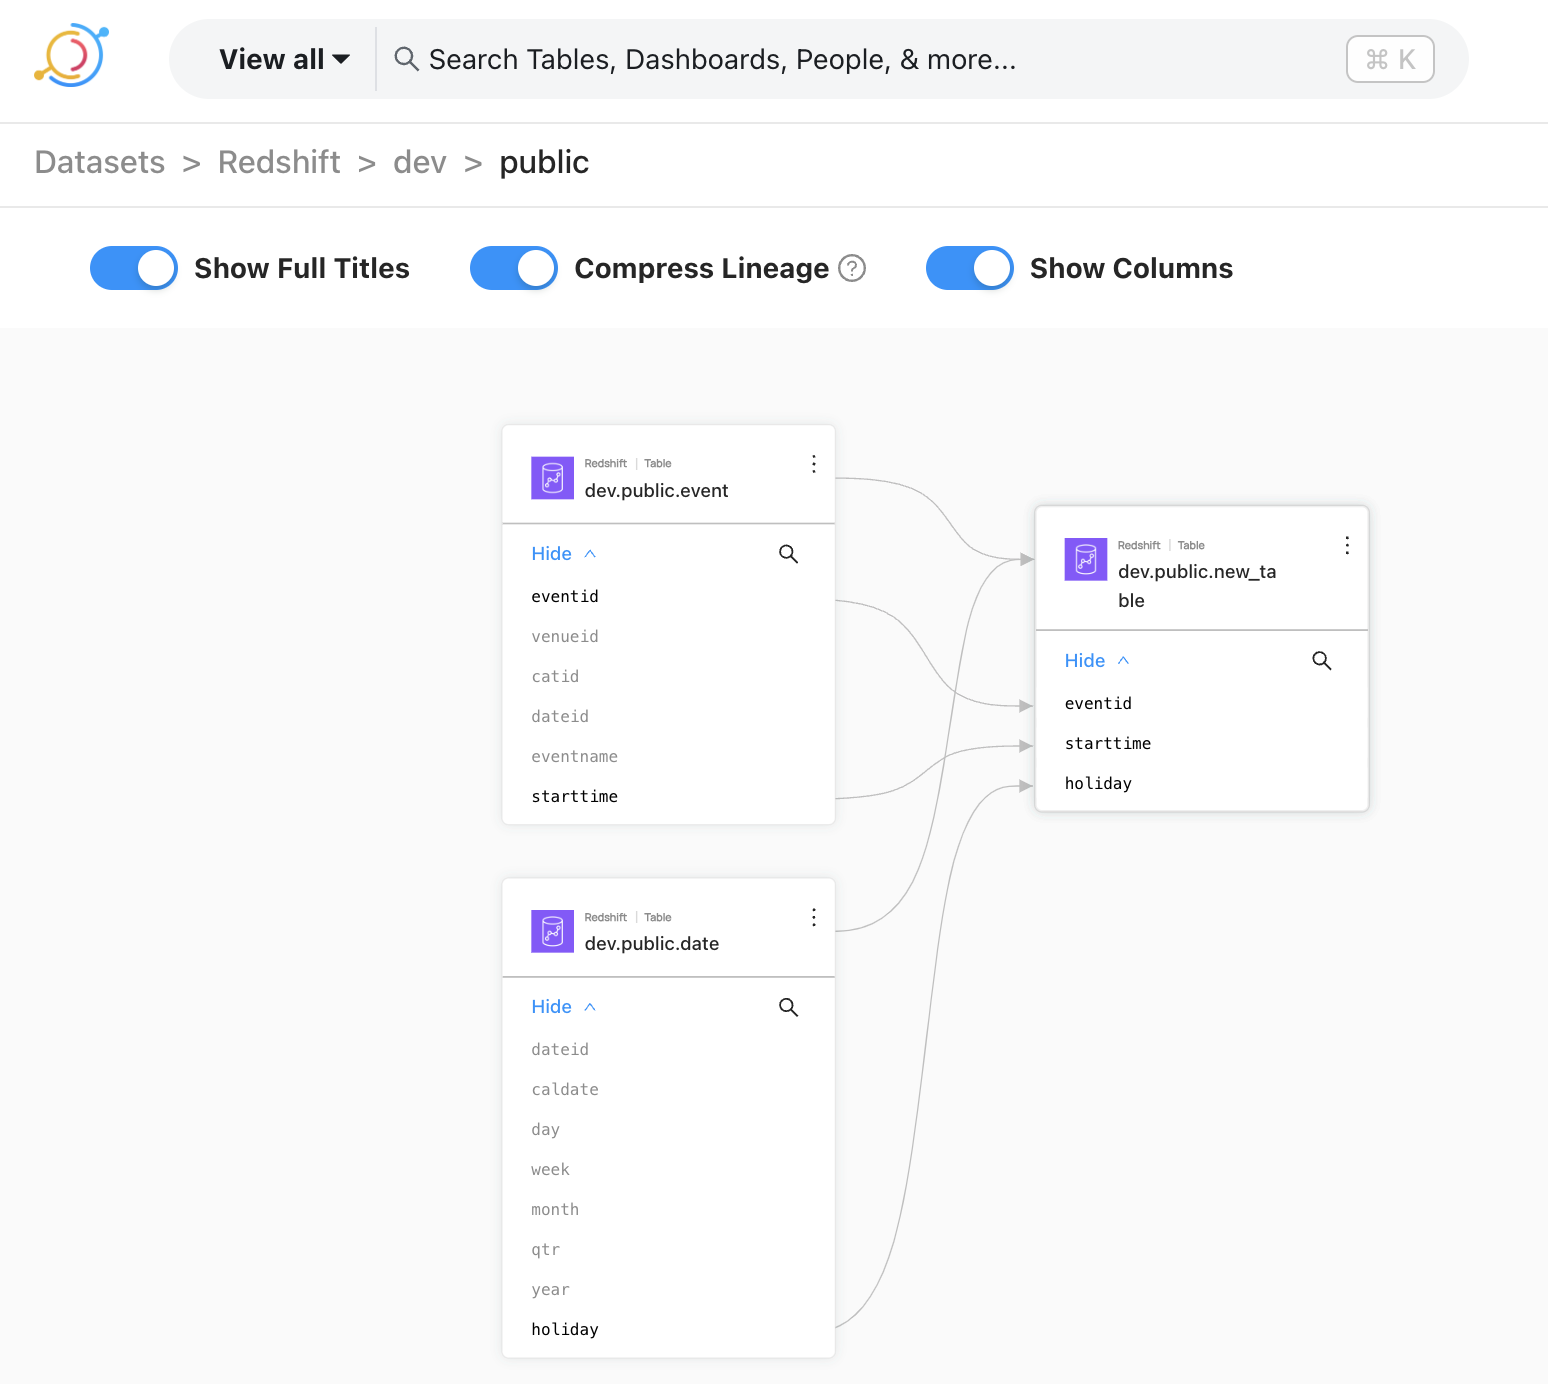 View all Search Tables, Dashboards, People, & more... ⌘ K
Datasets > Redshift > dev > public
Show Full Titles Compress Lineage ? Show Columns
Redshift | Table
dev.public.event
Hide
eventid
venueid
catid
dateid
eventname
starttime
Redshift | Table
dev.public.new_ta
ble
Hide
eventid
starttime
holiday
Redshift | Table
dev.public.date
Hide
dateid
caldate
day
week
month
qtr
year
holiday